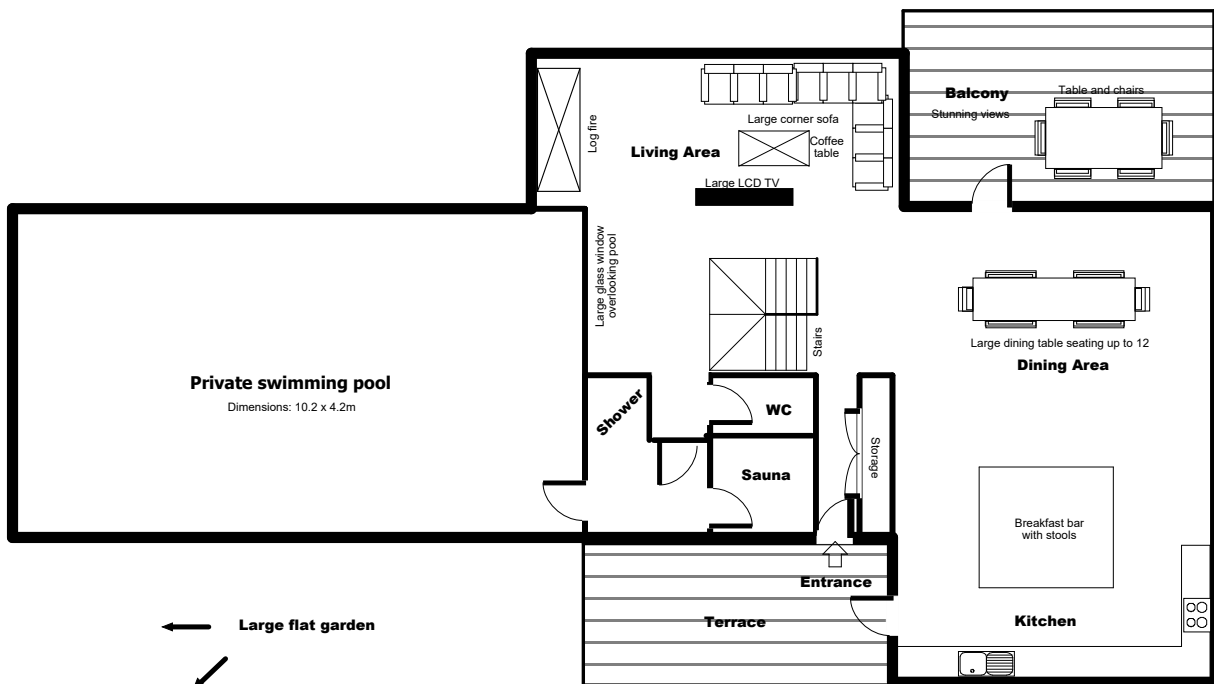 Balcony
Stunning views
Table and chairs
Large corner sofa
Coffee
table
Log fire
Living Area
Large LCD TV
Large glass window
overlooking pool
Stairs
Large dining table seating up to 12
Dining Area
Private swimming pool
Dimensions: 10.2 x 4.2m
Shower
WC
Sauna
Storage
Breakfast bar
with stools
Entrance
Terrace
Kitchen
Large flat garden